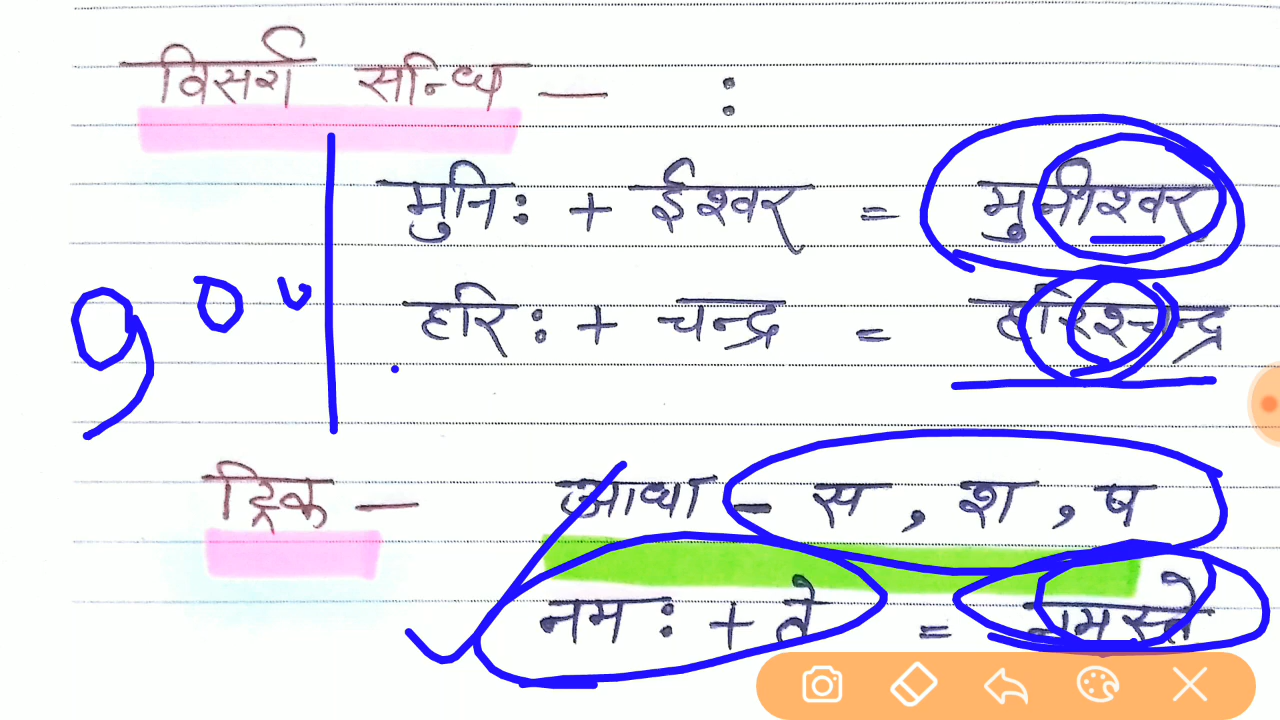 विसर्ग सन्धि — :
मुनि: + ईश्वर = मुनीश्वर
हरि: + चन्द्र = हरिश्चन्द्र
ट्रिक — आधा - स , श , ष
नमः + ते = नमस्ते